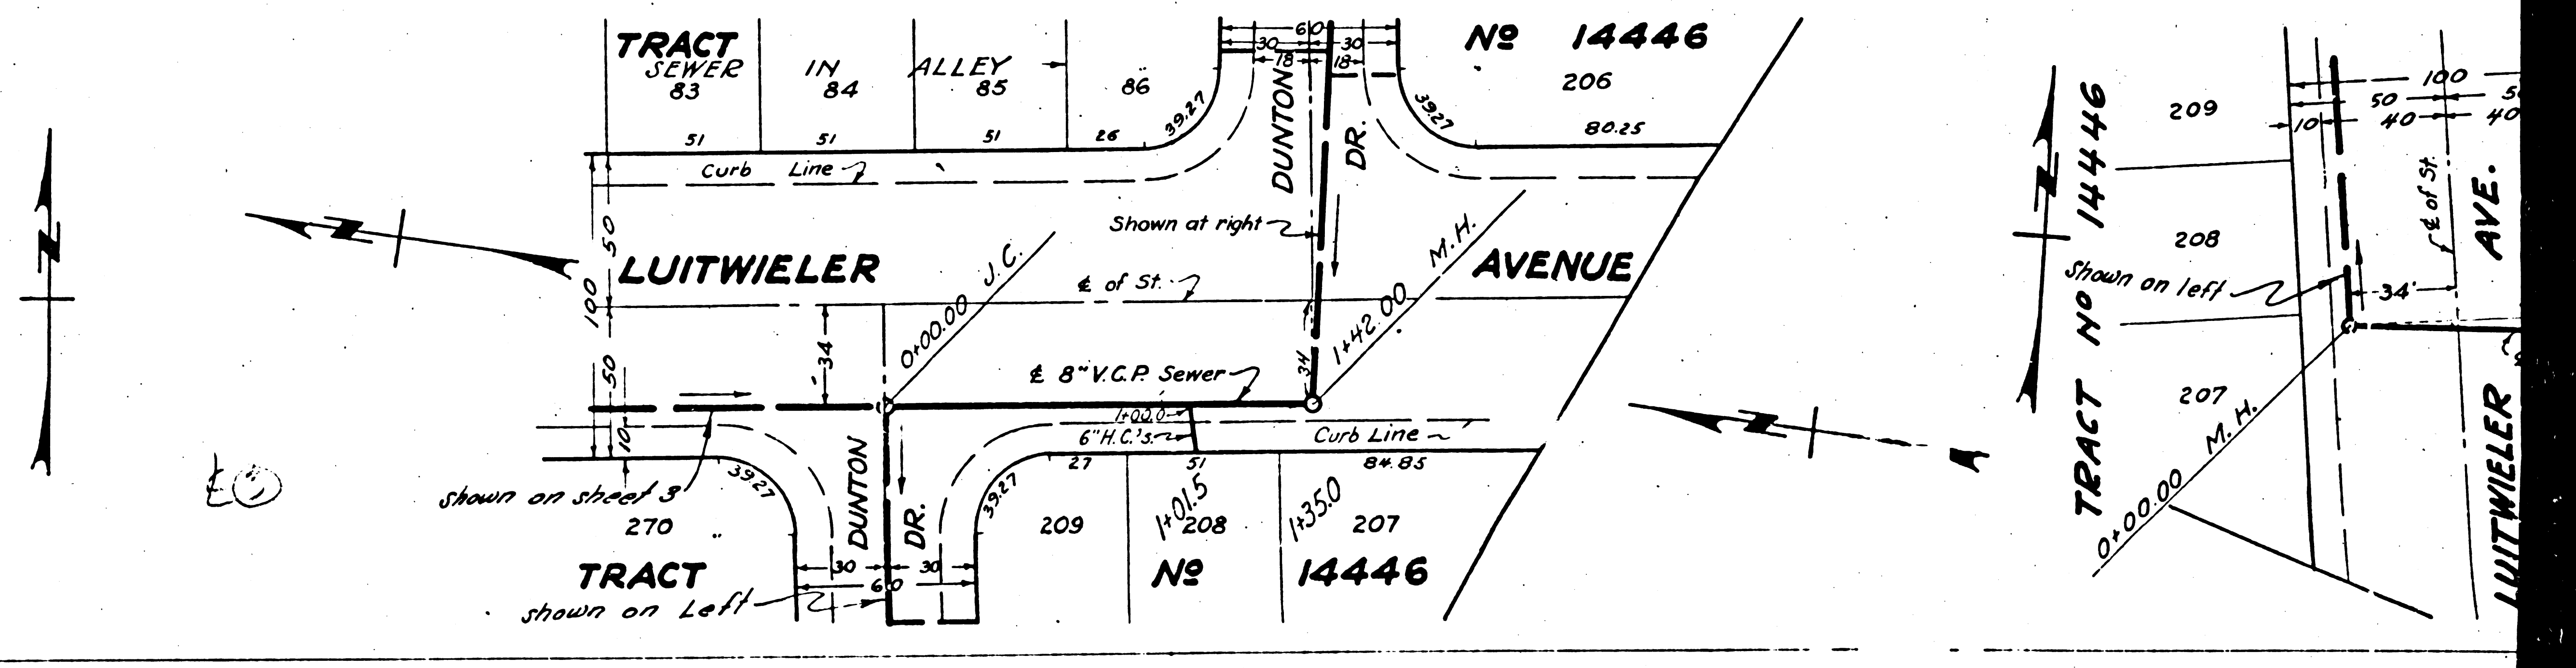 TRACT
SEWER IN ALLEY
83 84 85 86
51 51 51 26
39.27
60
30 30
18 18
39.27
Nº 14446
206
80.25
Curb Line
DUNTON DR.
Shown at right
N
N
LUITWIELER AVENUE
100
50
50
10
34
0+00.00 J.C.
℄ of St.
1+42.00 M.H.
34
℄ 8" V.C.P. Sewer
1+00.0
6" H.C.'s.
Curb Line
27 51 84.85
shown on sheet 3
39.27
39.27
270
DUNTON DR.
209 208 207
1+01.5
1+35.0
30 30
60
TRACT Nº 14446
shown on Left
N
N
TRACT Nº 14446
209
208
207
100
50
10 40 40
℄ of St.
Shown on left
34'
0+00.00 M.H.
LUITWIELER AVE.